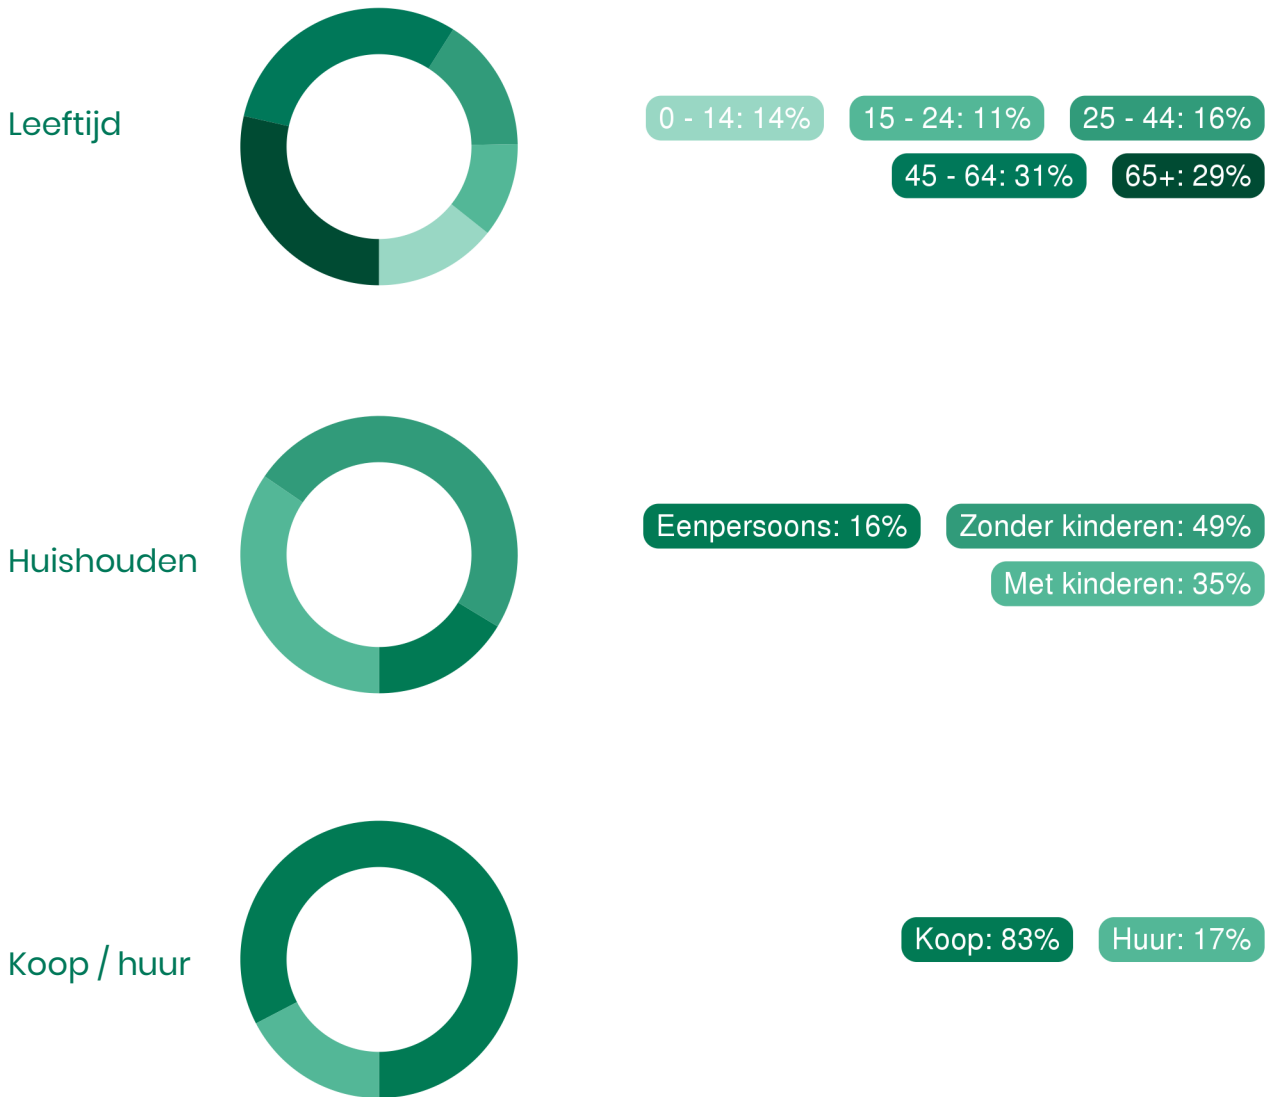 Leeftijd
0 - 14: 14% 15 - 24: 11% 25 - 44: 16%
45 - 64: 31% 65+: 29%
Huishouden
Eenpersoons: 16% Zonder kinderen: 49%
Met kinderen: 35%
Koop / huur
Koop: 83% Huur: 17%